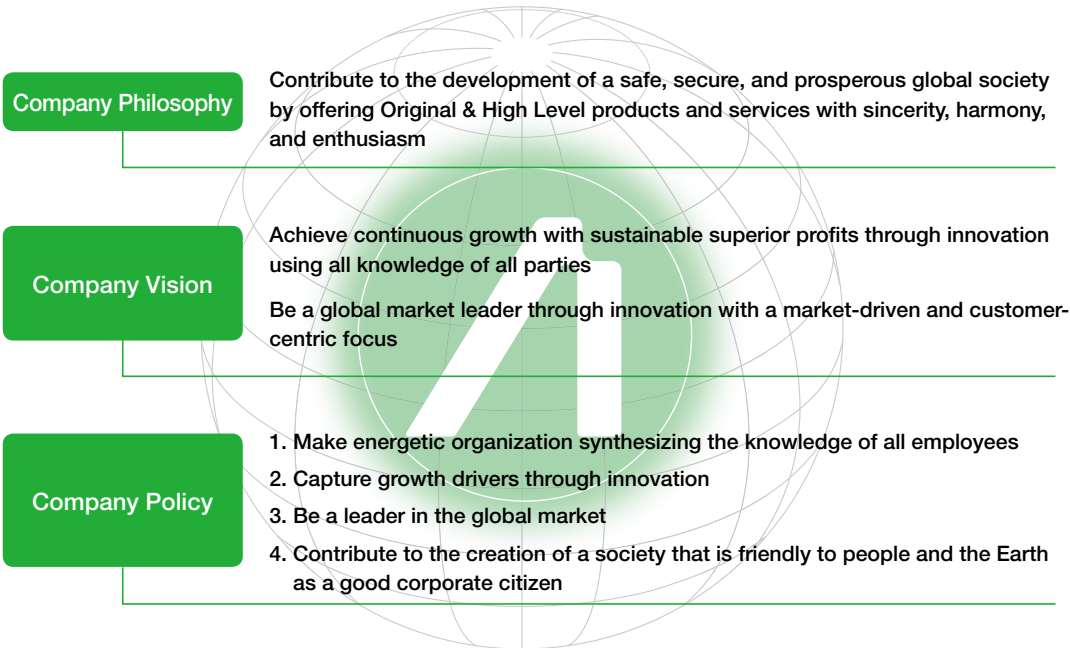 Company Philosophy
Contribute to the development of a safe, secure, and prosperous global society
by offering Original & High Level products and services with sincerity, harmony,
and enthusiasm
Company Vision
Achieve continuous growth with sustainable superior profits through innovation
using all knowledge of all parties
Be a global market leader through innovation with a market-driven and customer-
centric focus
Company Policy
1. Make energetic organization synthesizing the knowledge of all employees
2. Capture growth drivers through innovation
3. Be a leader in the global market
4. Contribute to the creation of a society that is friendly to people and the Earth
as a good corporate citizen